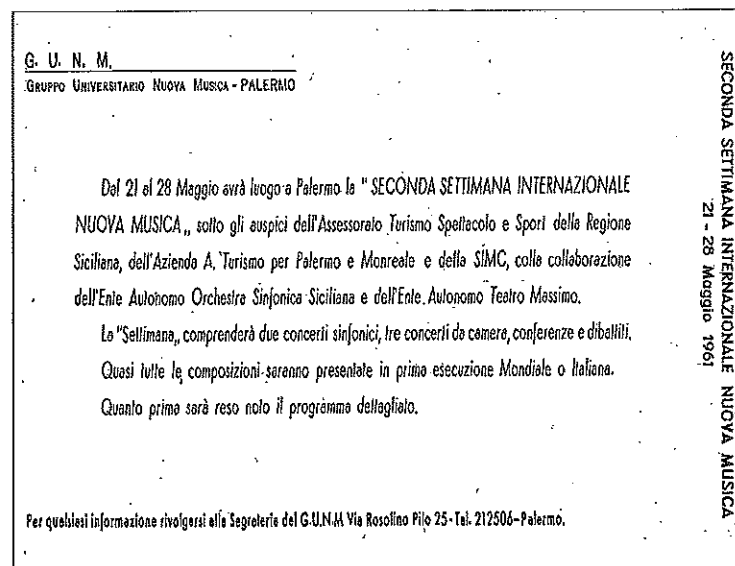 G. U. N. M.
GRUPPO UNIVERSITARIO NUOVA MUSICA - PALERMO
Dal 21 al 28 Maggio avrà luogo a Palermo la " SECONDA SETTIMANA INTERNAZIONALE
NUOVA MUSICA „ sotto gli auspici dell'Assessorato Turismo Spettacolo e Sport della Regione
Siciliana, dell'Azienda A. Turismo per Palermo e Monreale e della SIMC, colla collaborazione
dell'Ente Autonomo Orchestra Sinfonica Siciliana e dell'Ente Autonomo Teatro Massimo.
La "Settimana„ comprenderà due concerti sinfonici, tre concerti da camera, conferenze e dibattiti.
Quasi tutte le composizioni saranno presentate in prima esecuzione Mondiale o Italiana.
Quanto prima sarà reso noto il programma dettagliato.
Per qualsiasi informazione rivolgersi alla Segreteria del G.U.N.M Via Rosolino Pilo 25 - Tel. 212506 - Palermo.
SECONDA SETTIMANA INTERNAZIONALE NUOVA MUSICA
21 - 28 Maggio 1961